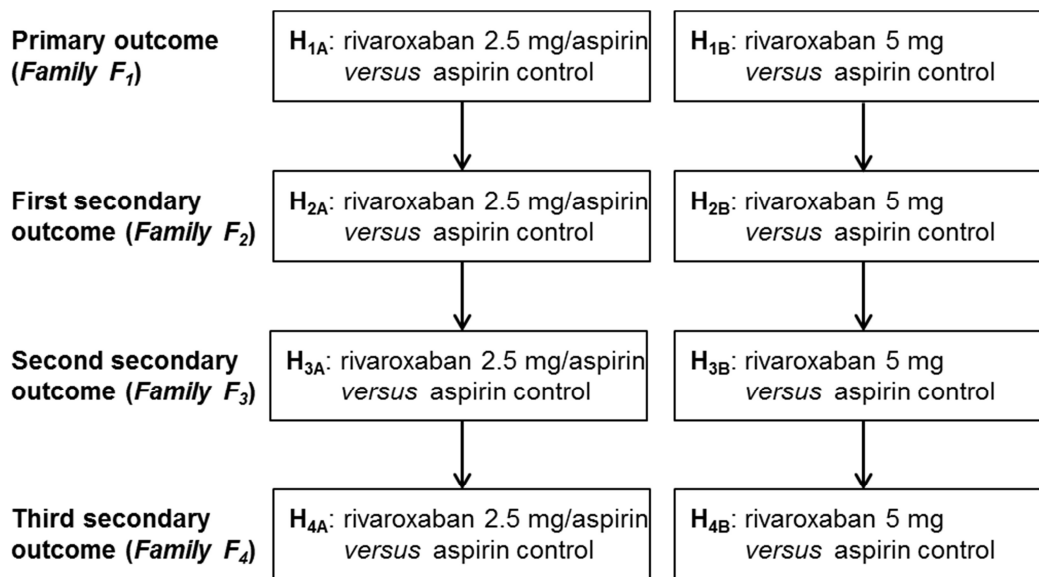 Primary outcome
(Family F1)
H1A: rivaroxaban 2.5 mg/aspirin
versus aspirin control
H1B: rivaroxaban 5 mg
versus aspirin control
First secondary
outcome (Family F2)
H2A: rivaroxaban 2.5 mg/aspirin
versus aspirin control
H2B: rivaroxaban 5 mg
versus aspirin control
Second secondary
outcome (Family F3)
H3A: rivaroxaban 2.5 mg/aspirin
versus aspirin control
H3B: rivaroxaban 5 mg
versus aspirin control
Third secondary
outcome (Family F4)
H4A: rivaroxaban 2.5 mg/aspirin
versus aspirin control
H4B: rivaroxaban 5 mg
versus aspirin control